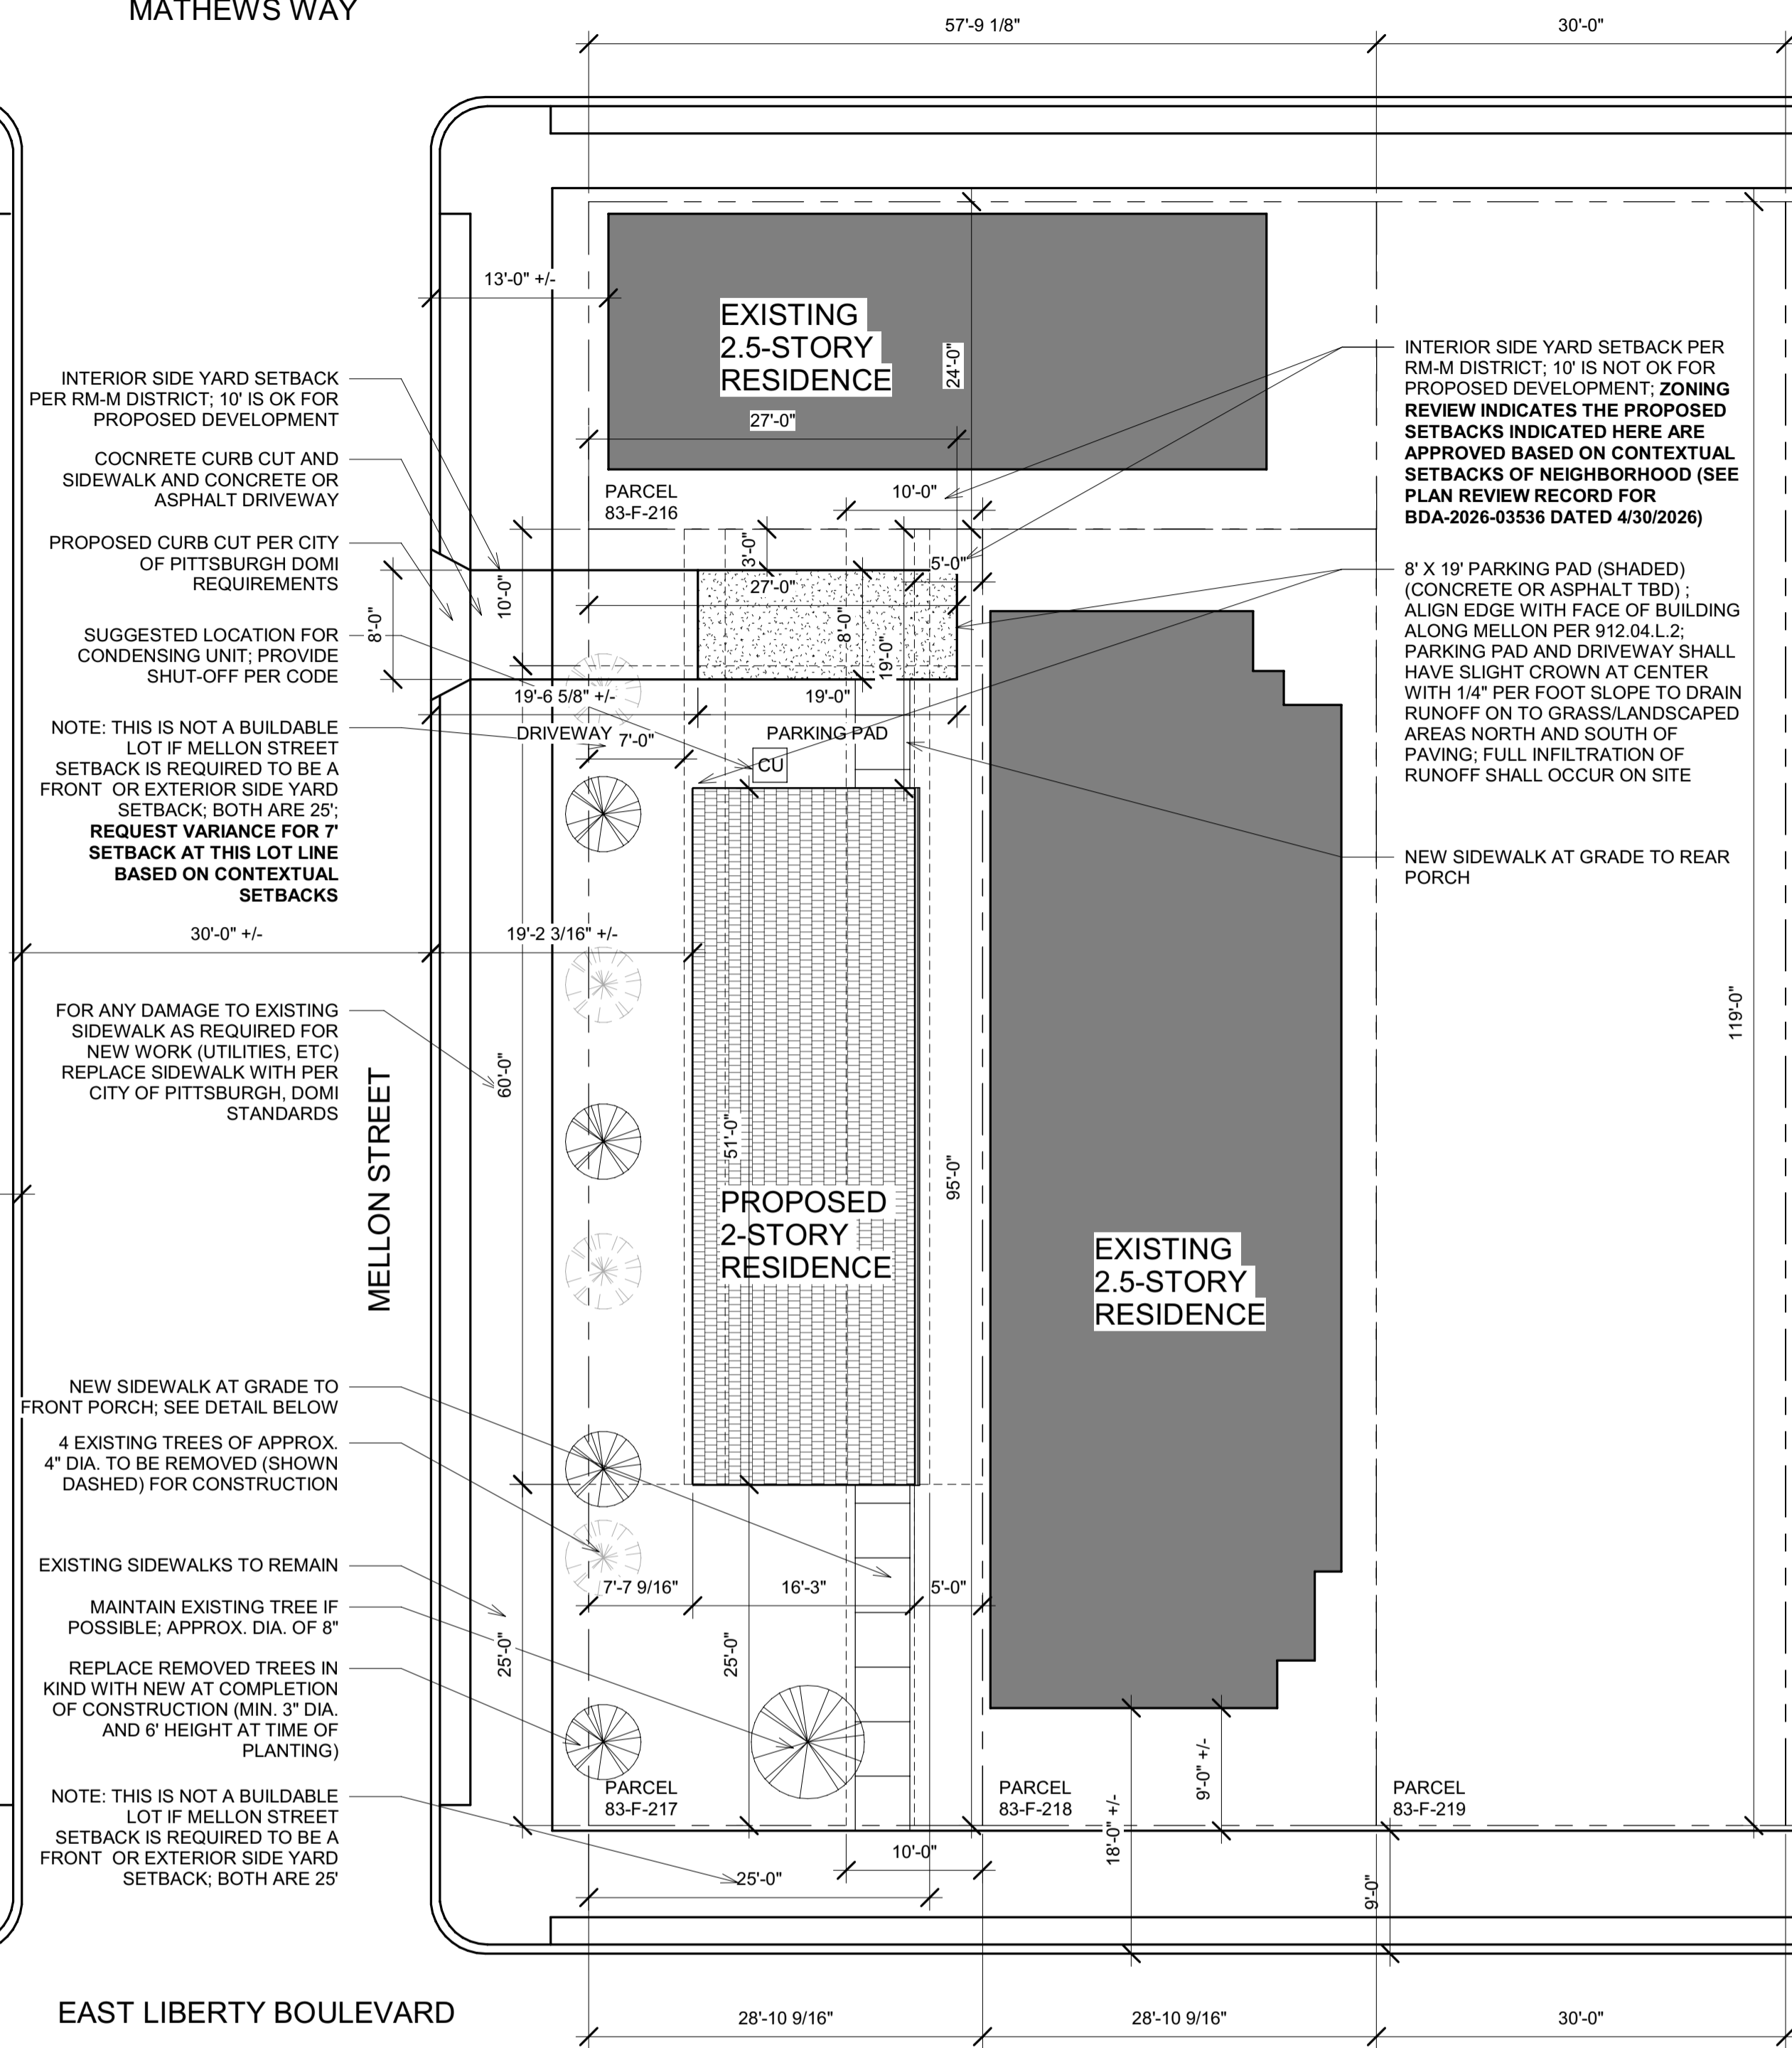 MATHEWS WAY
57'-9 1/8"
30'-0"
13'-0" +/-
EXISTING
2.5-STORY
RESIDENCE
24'-0"
27'-0"
INTERIOR SIDE YARD SETBACK
PER RM-M DISTRICT; 10' IS OK FOR
PROPOSED DEVELOPMENT
COCNRETE CURB CUT AND
SIDEWALK AND CONCRETE OR
ASPHALT DRIVEWAY
PROPOSED CURB CUT PER CITY
OF PITTSBURGH DOMI
REQUIREMENTS
SUGGESTED LOCATION FOR
CONDENSING UNIT; PROVIDE
SHUT-OFF PER CODE
NOTE: THIS IS NOT A BUILDABLE
LOT IF MELLON STREET
SETBACK IS REQUIRED TO BE A
FRONT OR EXTERIOR SIDE YARD
SETBACK; BOTH ARE 25';
REQUEST VARIANCE FOR 7'
SETBACK AT THIS LOT LINE
BASED ON CONTEXTUAL
SETBACKS
INTERIOR SIDE YARD SETBACK PER
RM-M DISTRICT; 10' IS NOT OK FOR
PROPOSED DEVELOPMENT; ZONING
REVIEW INDICATES THE PROPOSED
SETBACKS INDICATED HERE ARE
APPROVED BASED ON CONTEXTUAL
SETBACKS OF NEIGHBORHOOD (SEE
PLAN REVIEW RECORD FOR
BDA-2026-03536 DATED 4/30/2026)
8' X 19' PARKING PAD (SHADED)
(CONCRETE OR ASPHALT TBD) ;
ALIGN EDGE WITH FACE OF BUILDING
ALONG MELLON PER 912.04.L.2;
PARKING PAD AND DRIVEWAY SHALL
HAVE SLIGHT CROWN AT CENTER
WITH 1/4" PER FOOT SLOPE TO DRAIN
RUNOFF ON TO GRASS/LANDSCAPED
AREAS NORTH AND SOUTH OF
PAVING; FULL INFILTRATION OF
RUNOFF SHALL OCCUR ON SITE
NEW SIDEWALK AT GRADE TO REAR
PORCH
PARCEL
83-F-216
10'-0"
3'-0"
5'-0"
27'-0"
8'-0"
10'-0"
8'-0"
19'-0"
19'-6 5/8" +/-
19'-0"
DRIVEWAY
7'-0"
PARKING PAD
CU
30'-0" +/-
19'-2 3/16" +/-
FOR ANY DAMAGE TO EXISTING
SIDEWALK AS REQUIRED FOR
NEW WORK (UTILITIES, ETC)
REPLACE SIDEWALK WITH PER
CITY OF PITTSBURGH, DOMI
STANDARDS
60'-0"
MELLON STREET
51'-0"
95'-0"
119'-0"
PROPOSED
2-STORY
RESIDENCE
EXISTING
2.5-STORY
RESIDENCE
NEW SIDEWALK AT GRADE TO
FRONT PORCH; SEE DETAIL BELOW
4 EXISTING TREES OF APPROX.
4" DIA. TO BE REMOVED (SHOWN
DASHED) FOR CONSTRUCTION
EXISTING SIDEWALKS TO REMAIN
MAINTAIN EXISTING TREE IF
POSSIBLE; APPROX. DIA. OF 8"
REPLACE REMOVED TREES IN
KIND WITH NEW AT COMPLETION
OF CONSTRUCTION (MIN. 3" DIA.
AND 6' HEIGHT AT TIME OF
PLANTING)
NOTE: THIS IS NOT A BUILDABLE
LOT IF MELLON STREET
SETBACK IS REQUIRED TO BE A
FRONT OR EXTERIOR SIDE YARD
SETBACK; BOTH ARE 25'
7'-7 9/16"
16'-3"
5'-0"
25'-0"
25'-0"
PARCEL
83-F-217
PARCEL
83-F-218
PARCEL
83-F-219
9'-0" +/-
18'-0" +/-
10'-0"
25'-0"
9'-0"
EAST LIBERTY BOULEVARD
28'-10 9/16"
28'-10 9/16"
30'-0"